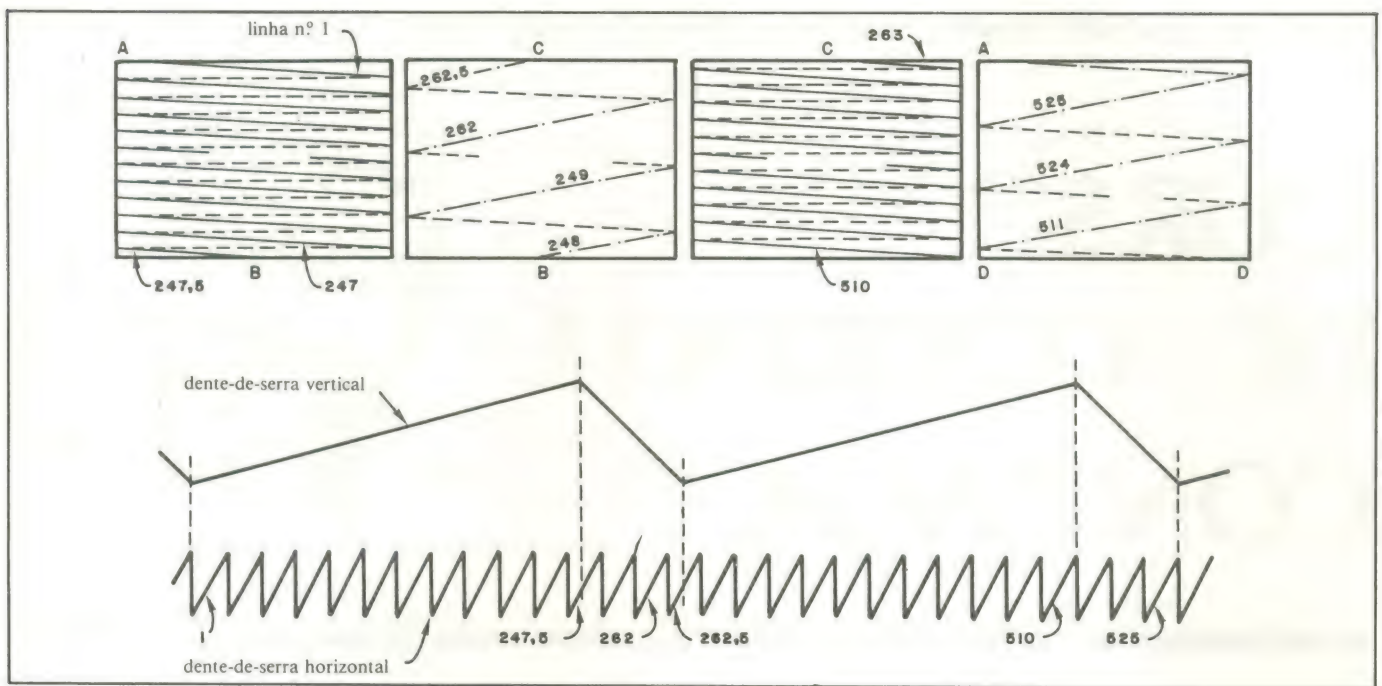 linha n.º 1
A
C
C
263
A
262,5
262
249
248
525
524
511
B
247,5
247
B
510
D
D
dente-de-serra vertical
1
247,5
262
262,5
510
525
dente-de-serra horizontal